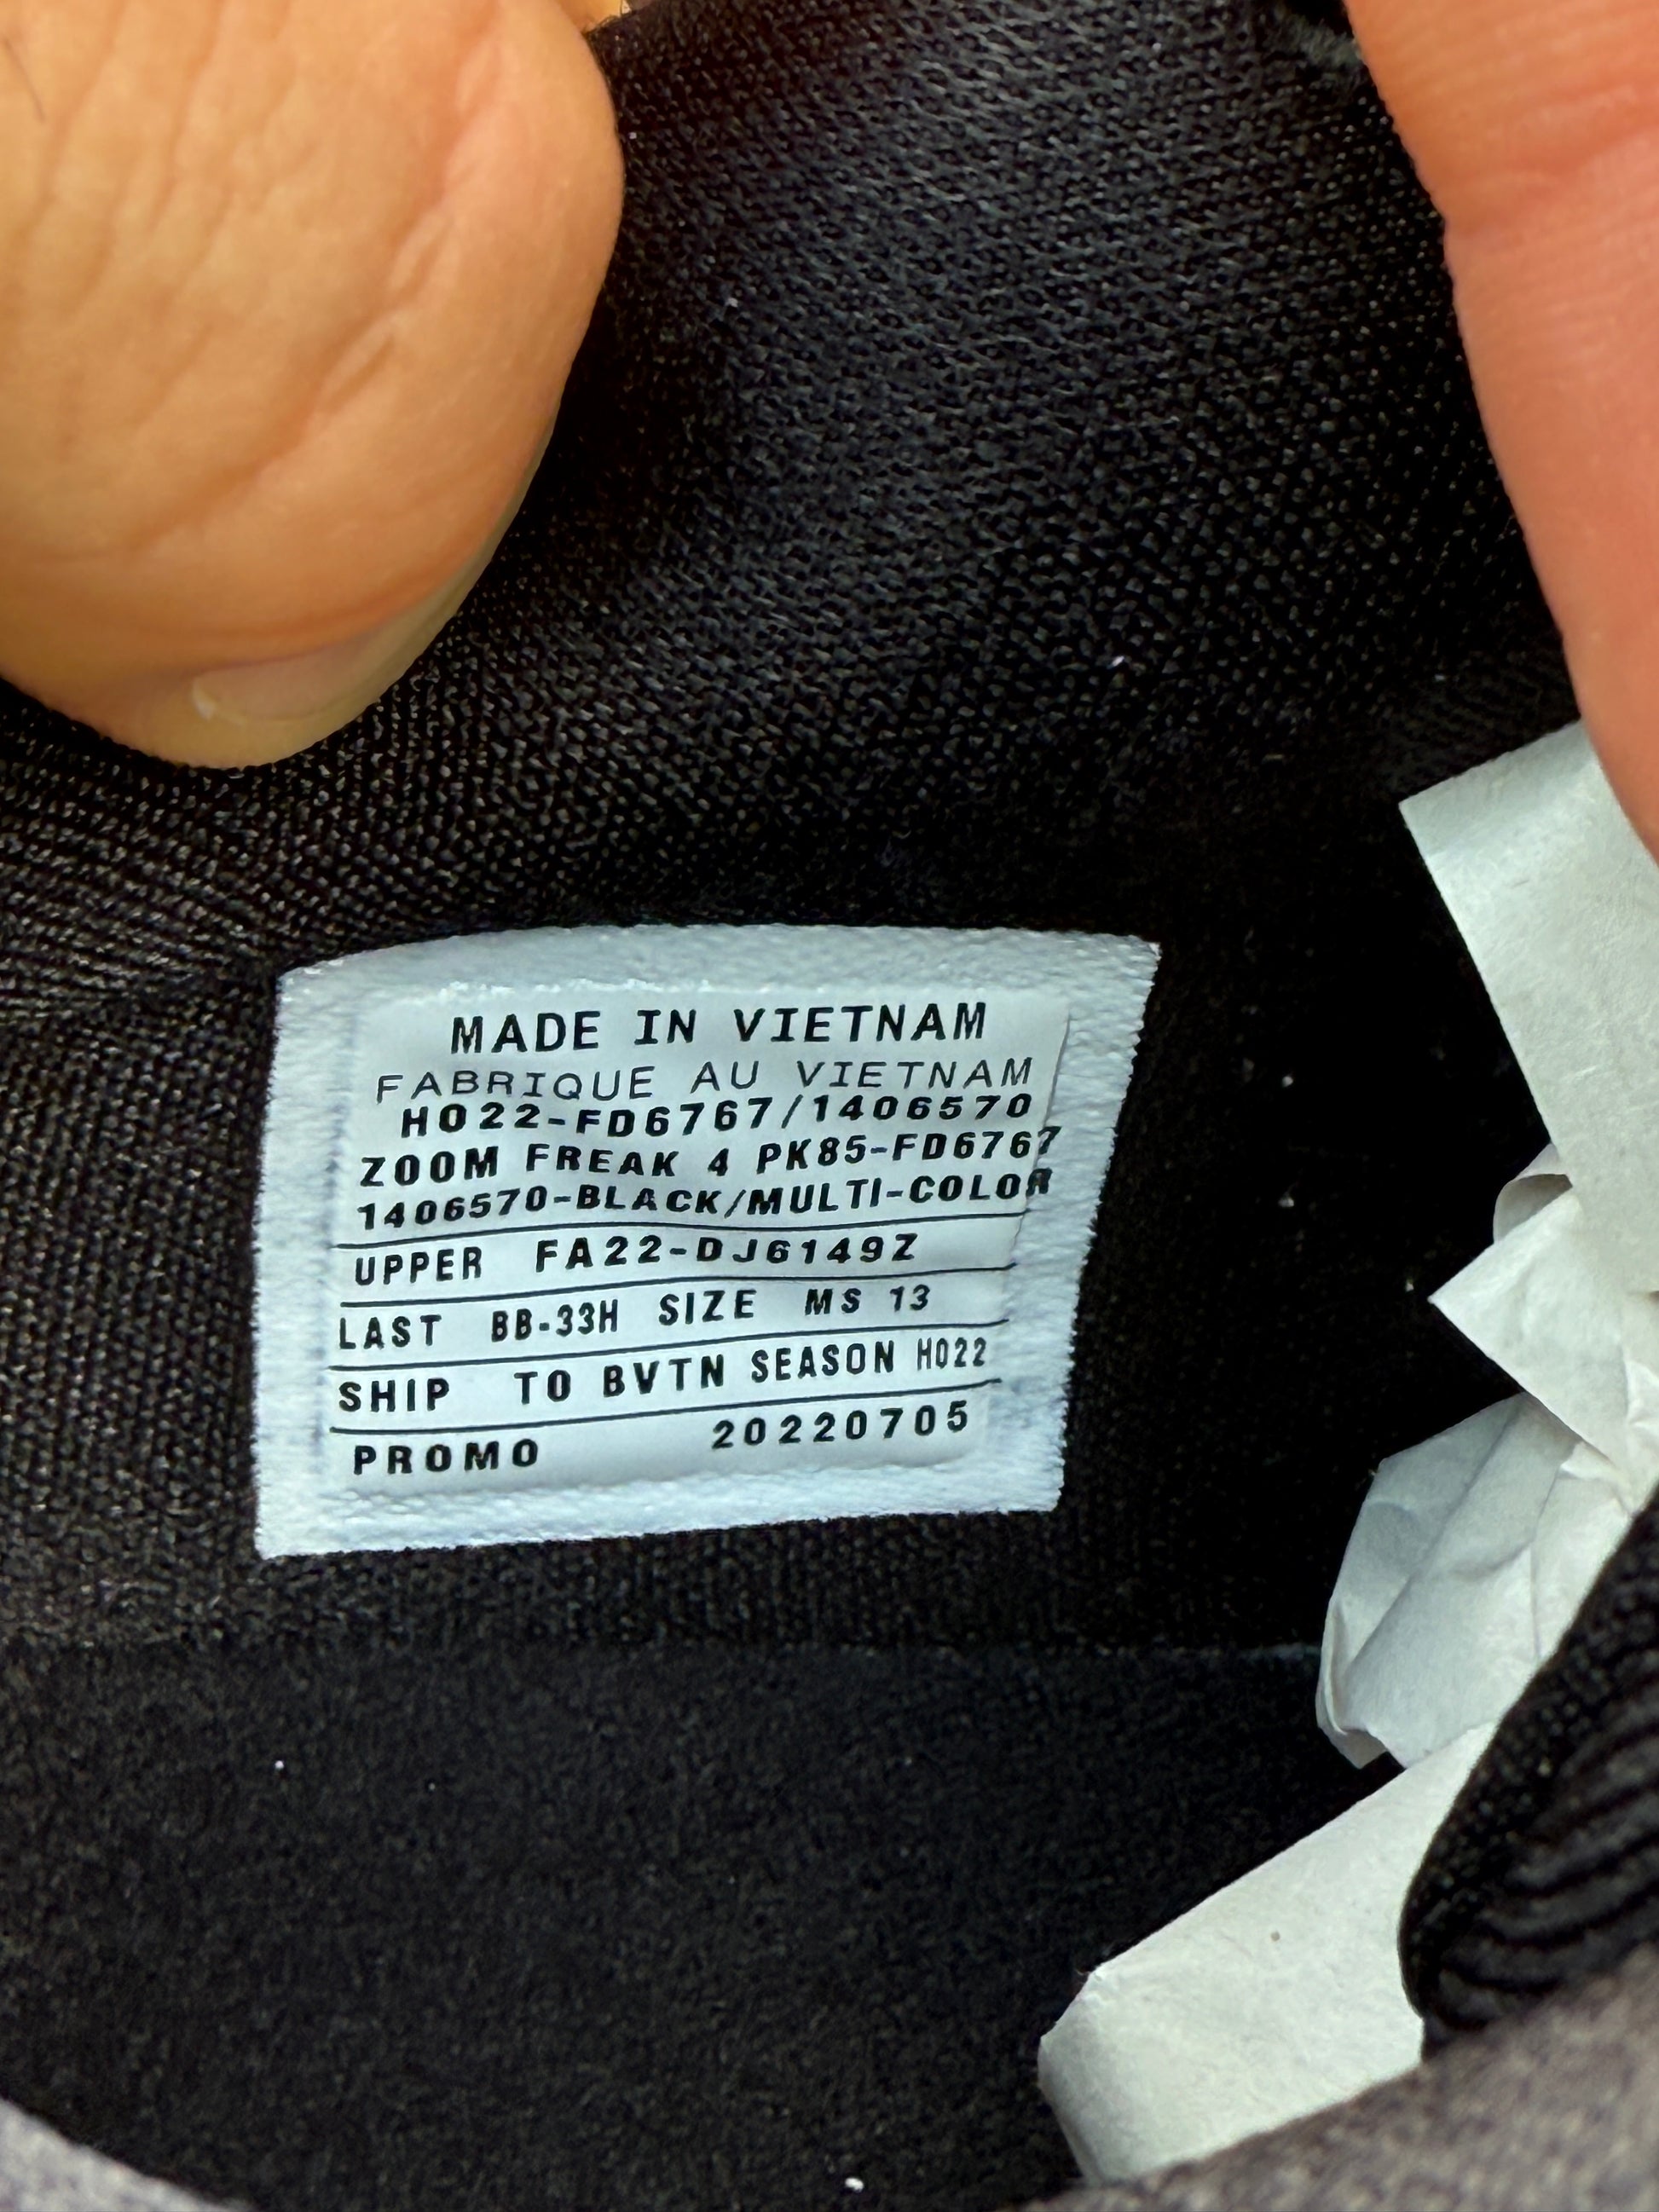 MADE IN VIETNAM
FABRIQUE AU VIETNAM
HO22-FD6767/1406570
ZOOM FREAK 4 PK85-FD6767
1406570-BLACK/MULTI-COLOR
UPPER FA22-DJ6149Z
LAST BB-33H SIZE MS 13
SHIP TO BVTN SEASON HO22
PROMO 20220705